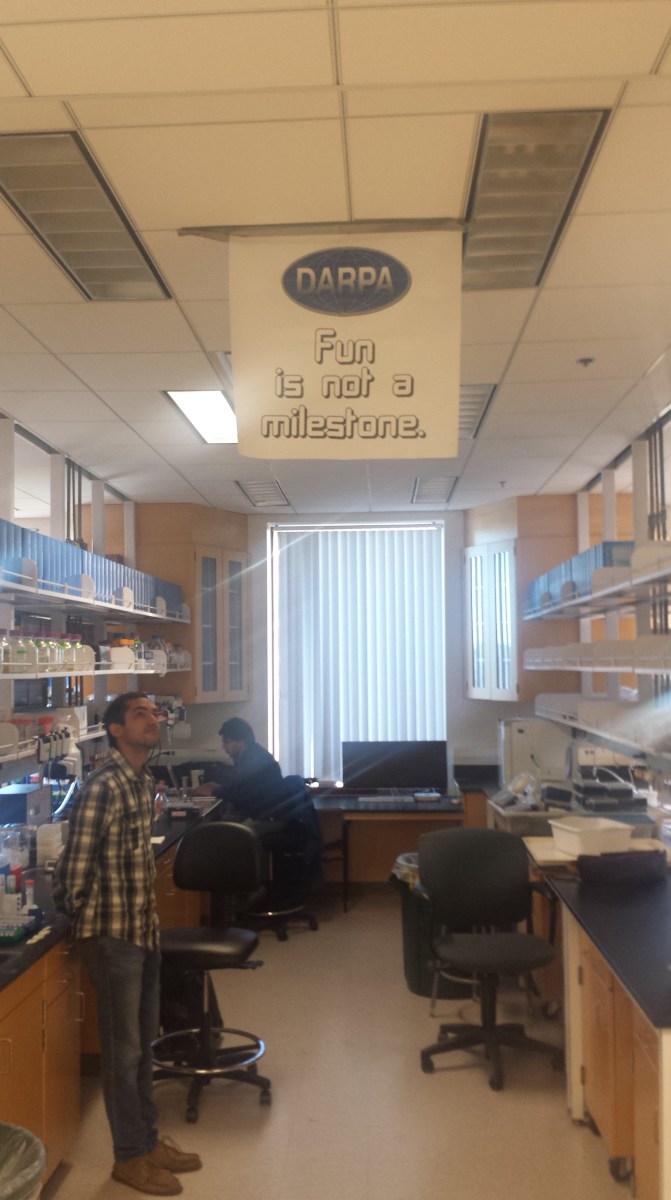 DARPA
Fun
is not a
milestone.